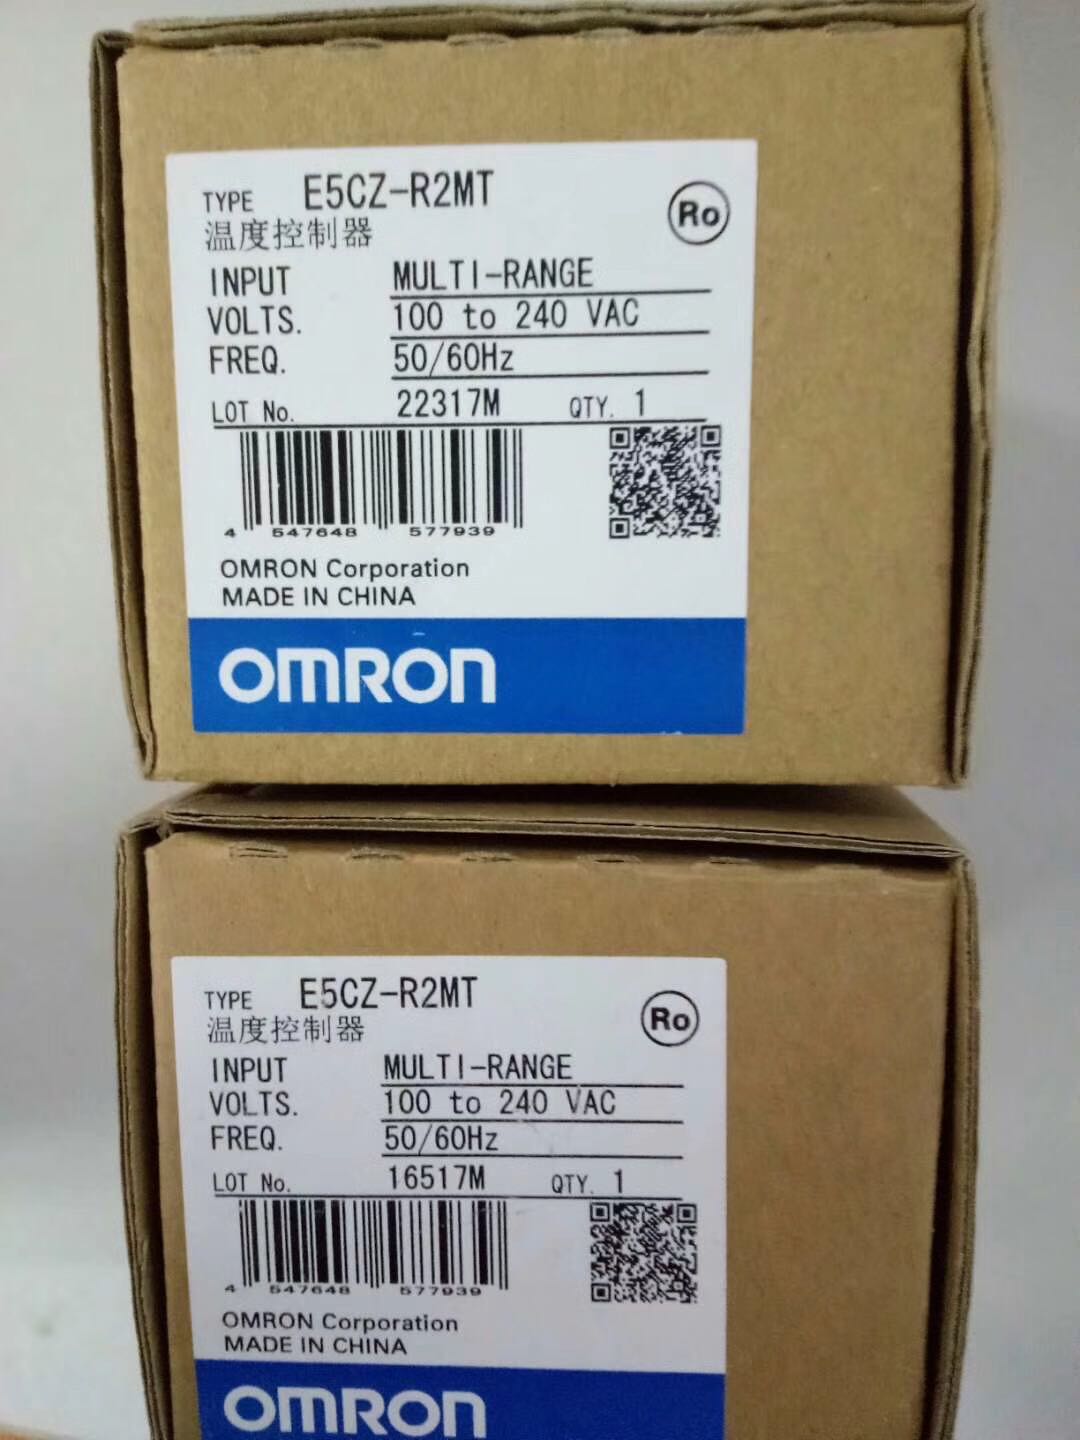 TYPE E5CZ-R2MT
Ro
温度控制器
INPUT MULTI-RANGE
VOLTS. 100 to 240 VAC
FREQ. 50/60Hz
LOT No. 22317M QTY. 1
4 547648 577939
OMRON Corporation
MADE IN CHINA
OMRON
TYPE E5CZ-R2MT
Ro
温度控制器
INPUT MULTI-RANGE
VOLTS. 100 to 240 VAC
FREQ. 50/60Hz
LOT No. 16517M QTY. 1
4 547648 577939
OMRON Corporation
MADE IN CHINA
OMRON